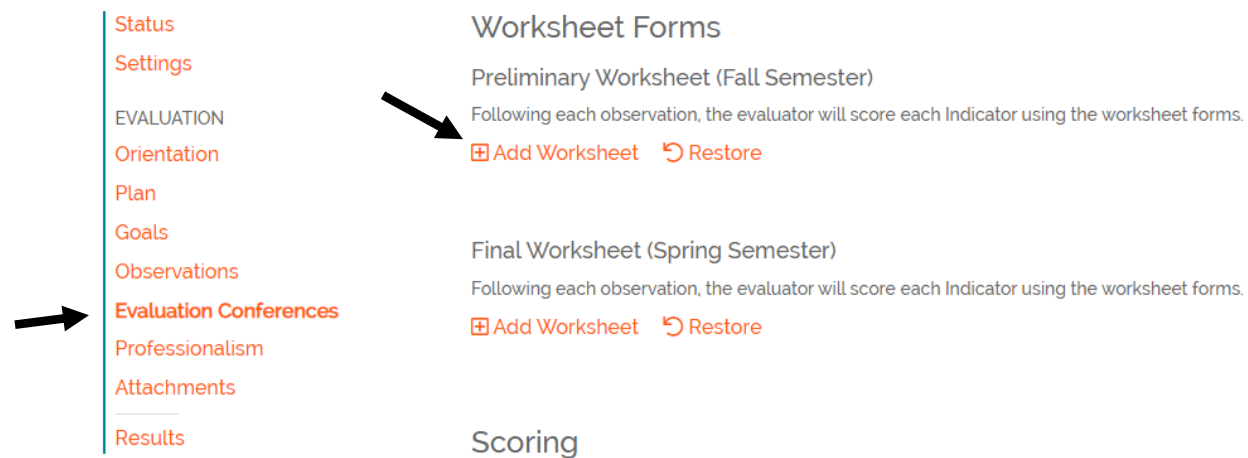 Status
Settings
EVALUATION
Orientation
Plan
Goals
Observations
Evaluation Conferences
Professionalism
Attachments
Results
Worksheet Forms
Preliminary Worksheet (Fall Semester)
Following each observation, the evaluator will score each Indicator using the worksheet forms.
Add Worksheet Restore
Final Worksheet (Spring Semester)
Following each observation, the evaluator will score each Indicator using the worksheet forms.
Add Worksheet Restore
Scoring